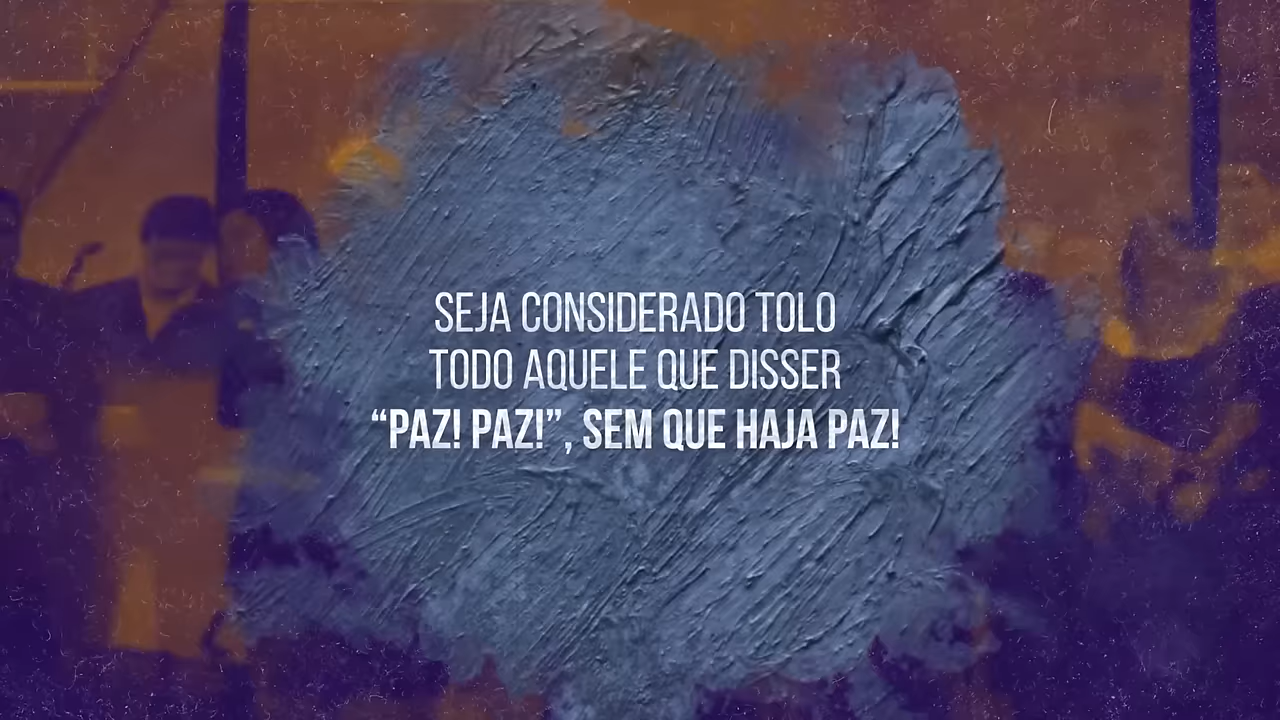 SEJA CONSIDERADO TOLO
TODO AQUELE QUE DISSER
“PAZ! PAZ!”, SEM QUE HAJA PAZ!